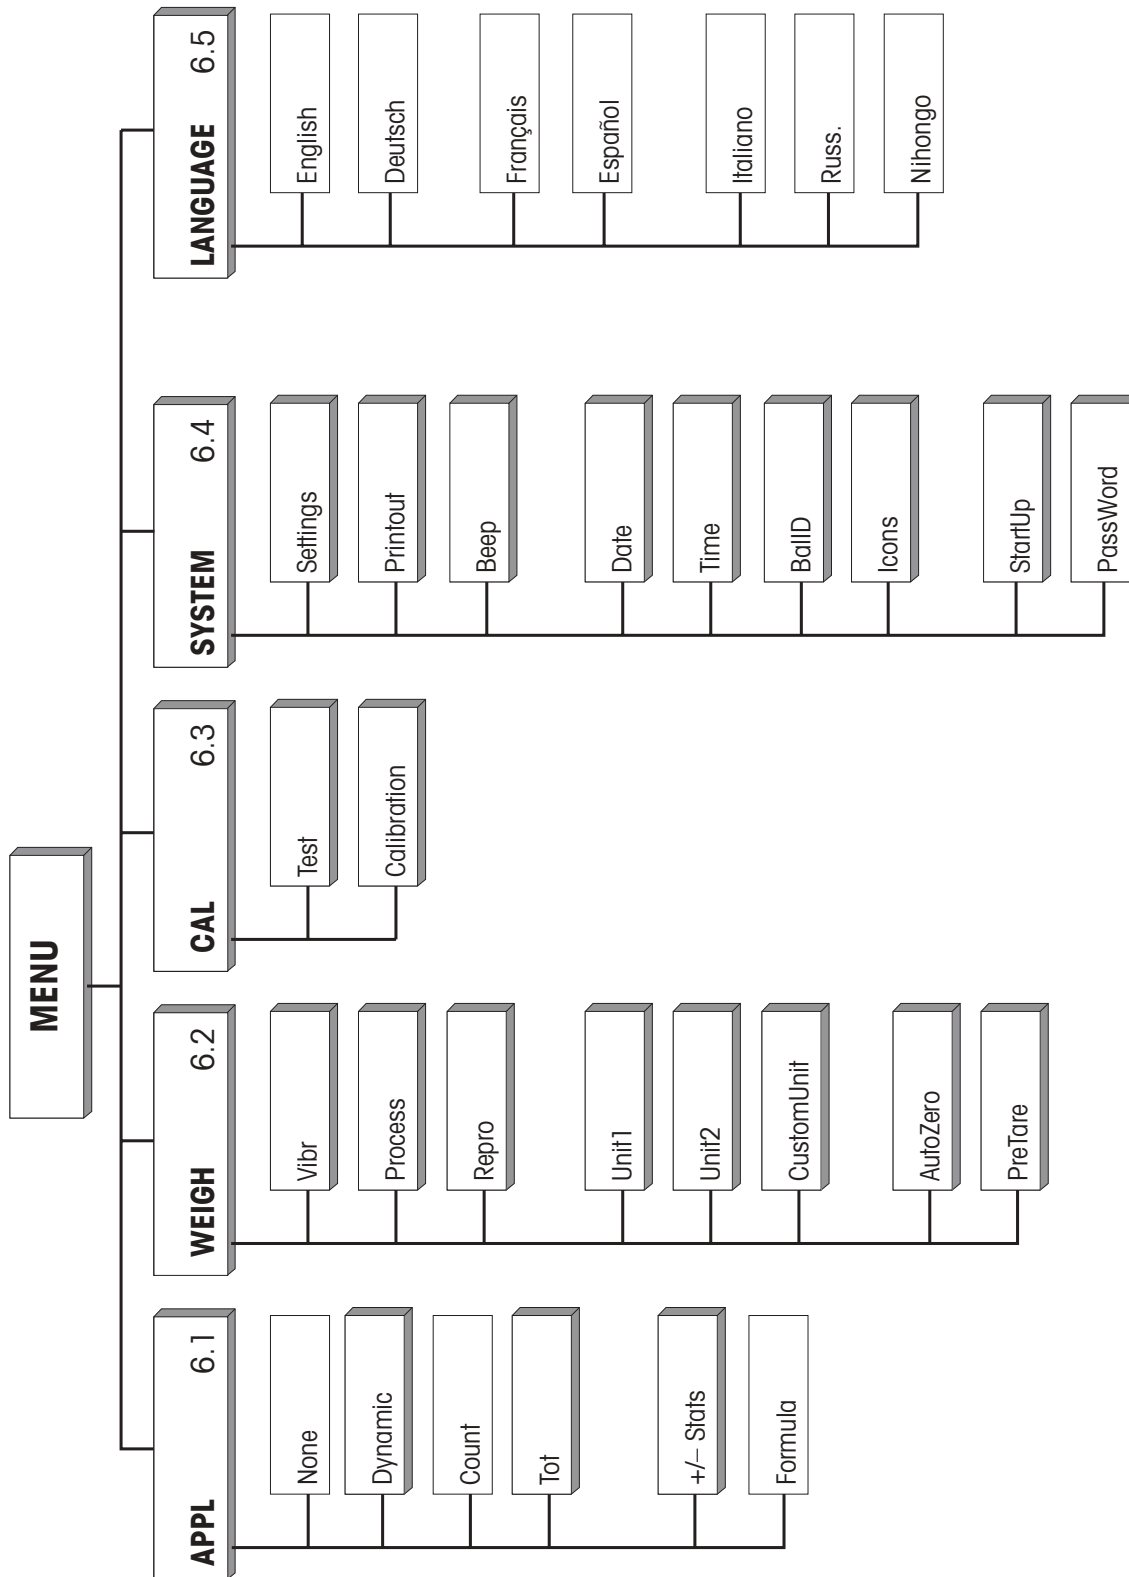 MENU
APPL 6.1
None
Dynamic
Count
Tot
+/– Stats
Formula
WEIGH 6.2
Vibr
Process
Repro
Unit1
Unit2
CustomUnit
AutoZero
PreTare
CAL 6.3
Test
Calibration
SYSTEM 6.4
Settings
Printout
Beep
Date
Time
BalID
Icons
StartUp
PassWord
LANGUAGE 6.5
English
Deutsch
Français
Español
Italiano
Russ.
Nihongo